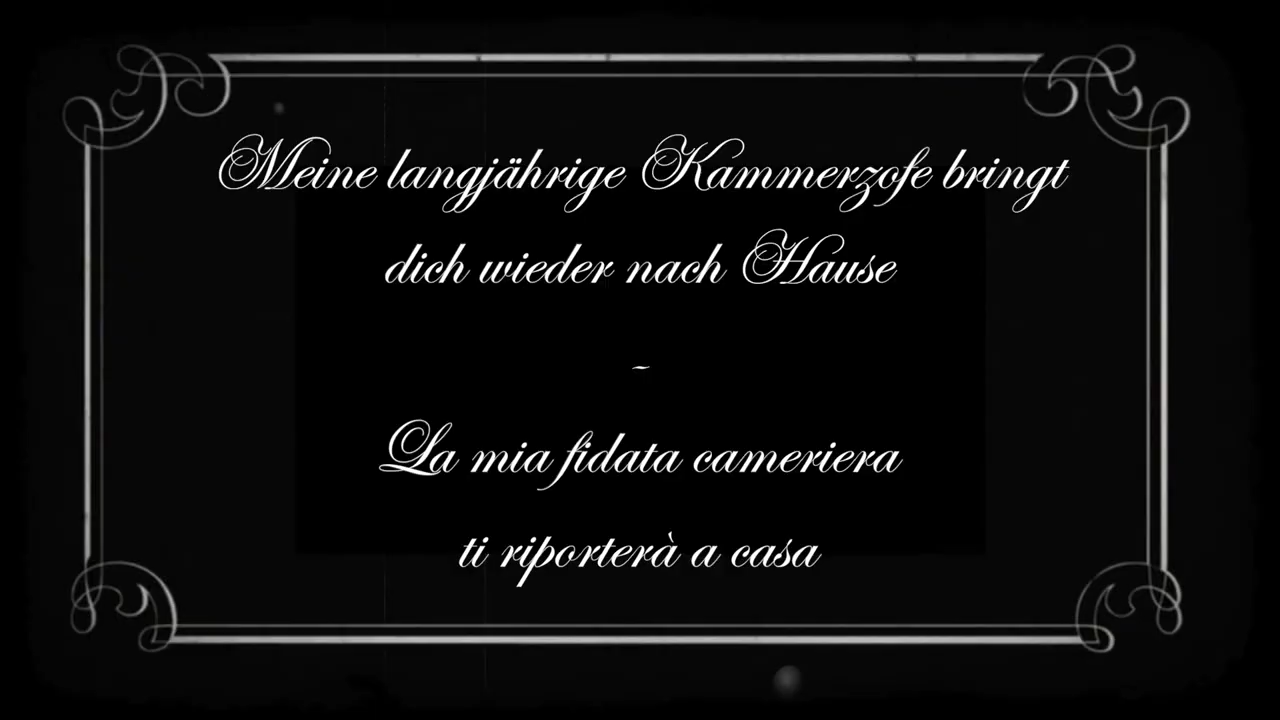 Meine langjährige Kammerzofe bringt
dich wieder nach Hause
~
La mia fidata cameriera
ti riporterà a casa